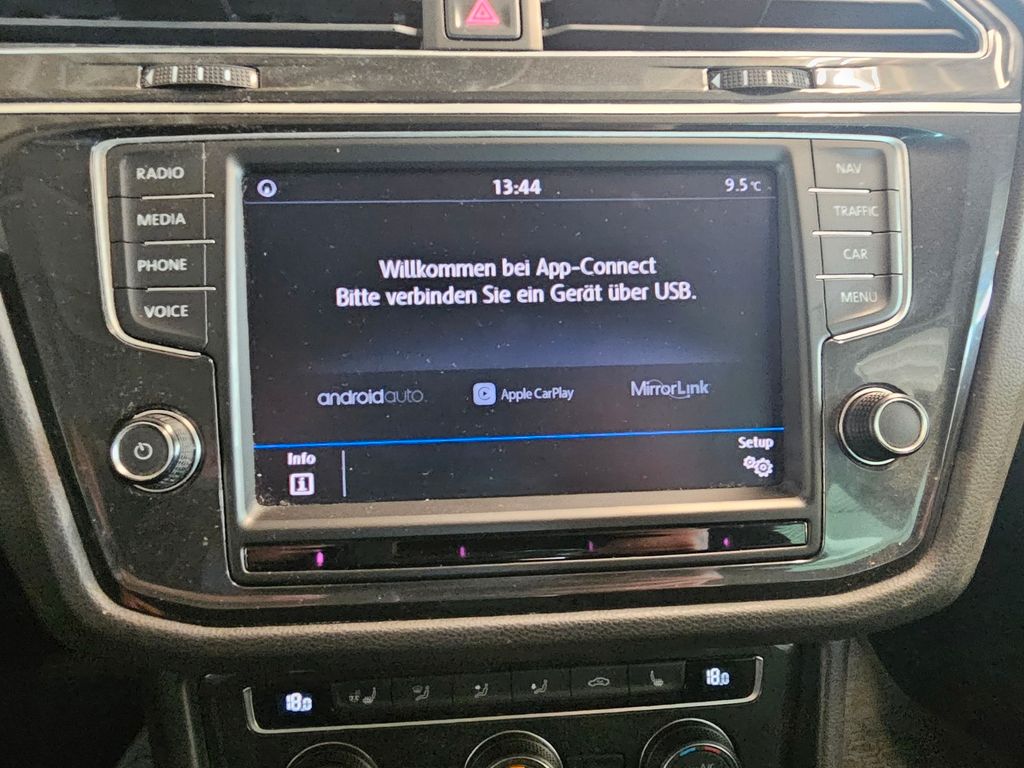 RADIO
MEDIA
PHONE
VOICE
13:44
9.5°C
Willkommen bei App-Connect
Bitte verbinden Sie ein Gerät über USB.
androidauto
Apple CarPlay
MirrorLink
Info
i
Setup
NAV
TRAFFIC
CAR
MENU
18.0
18.0